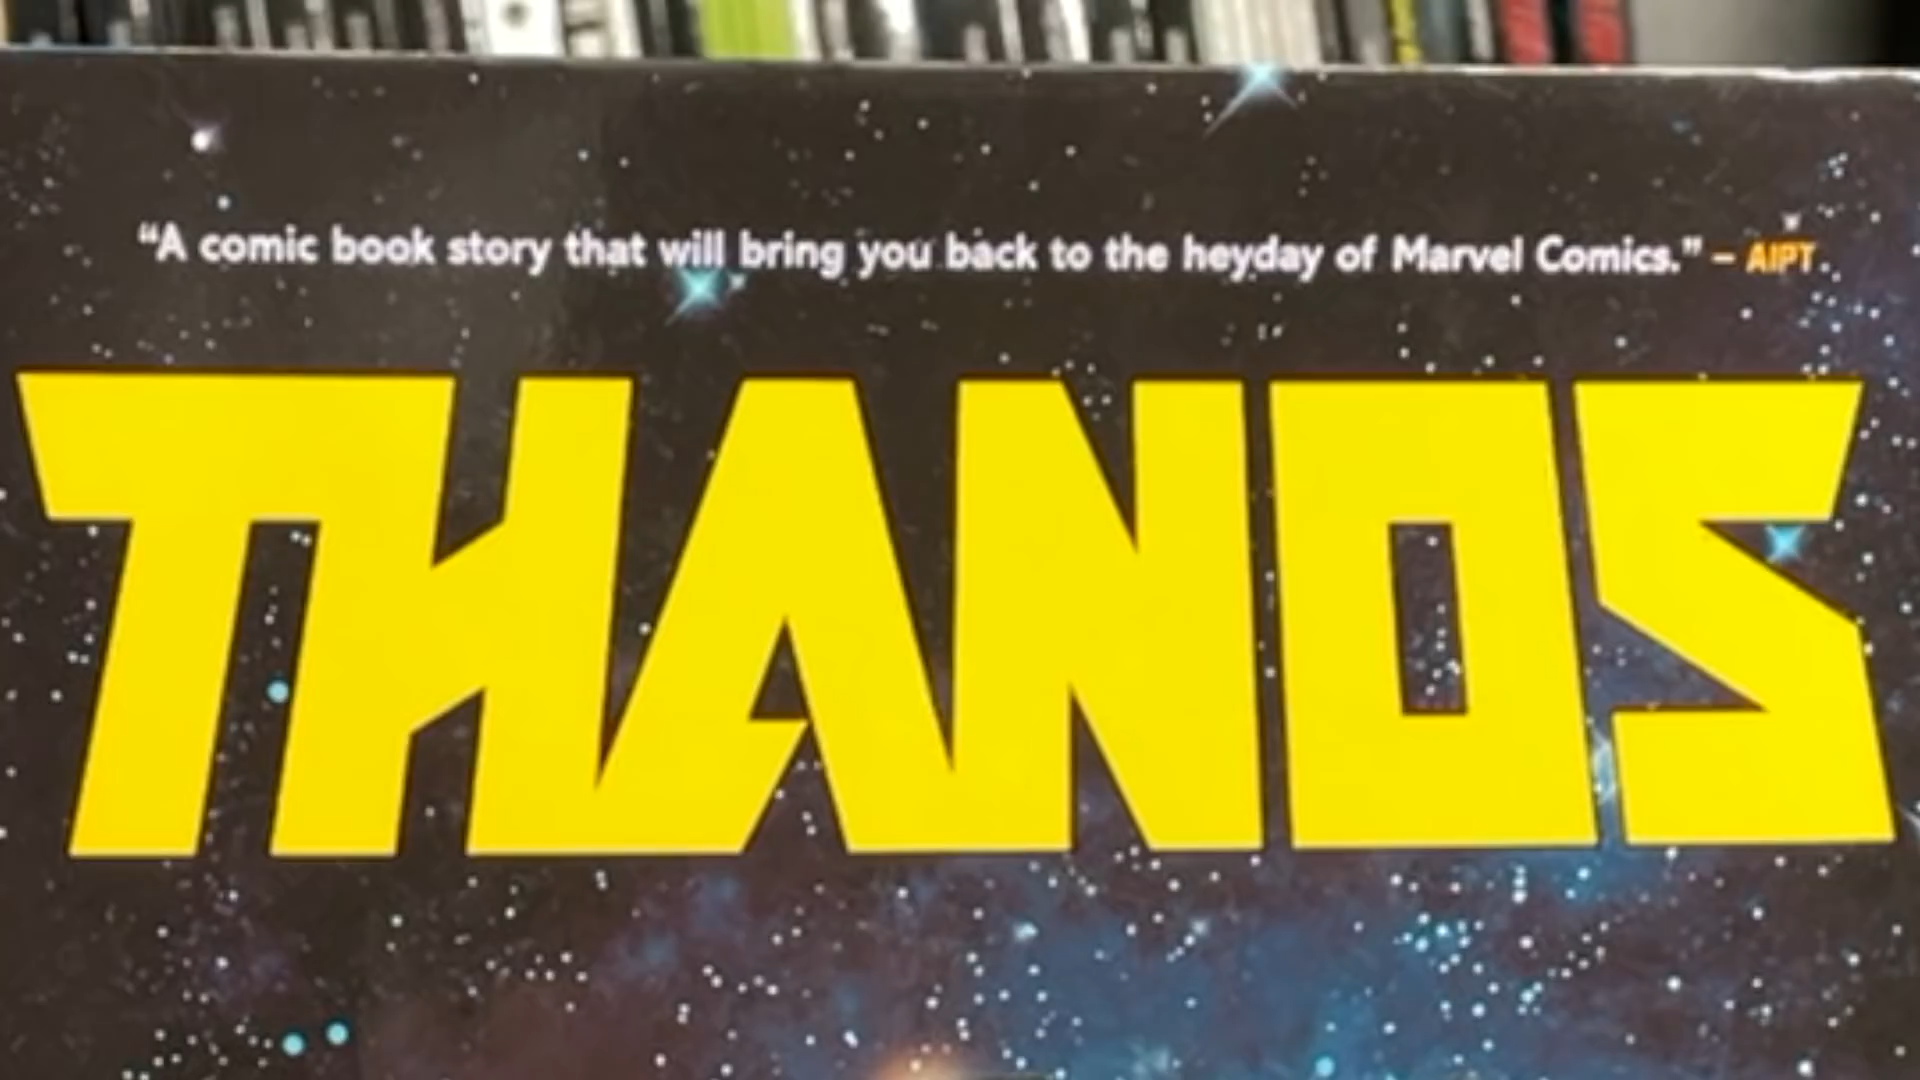 “A comic book story that will bring you back to the heyday of Marvel Comics.” – AIPT
THANOS